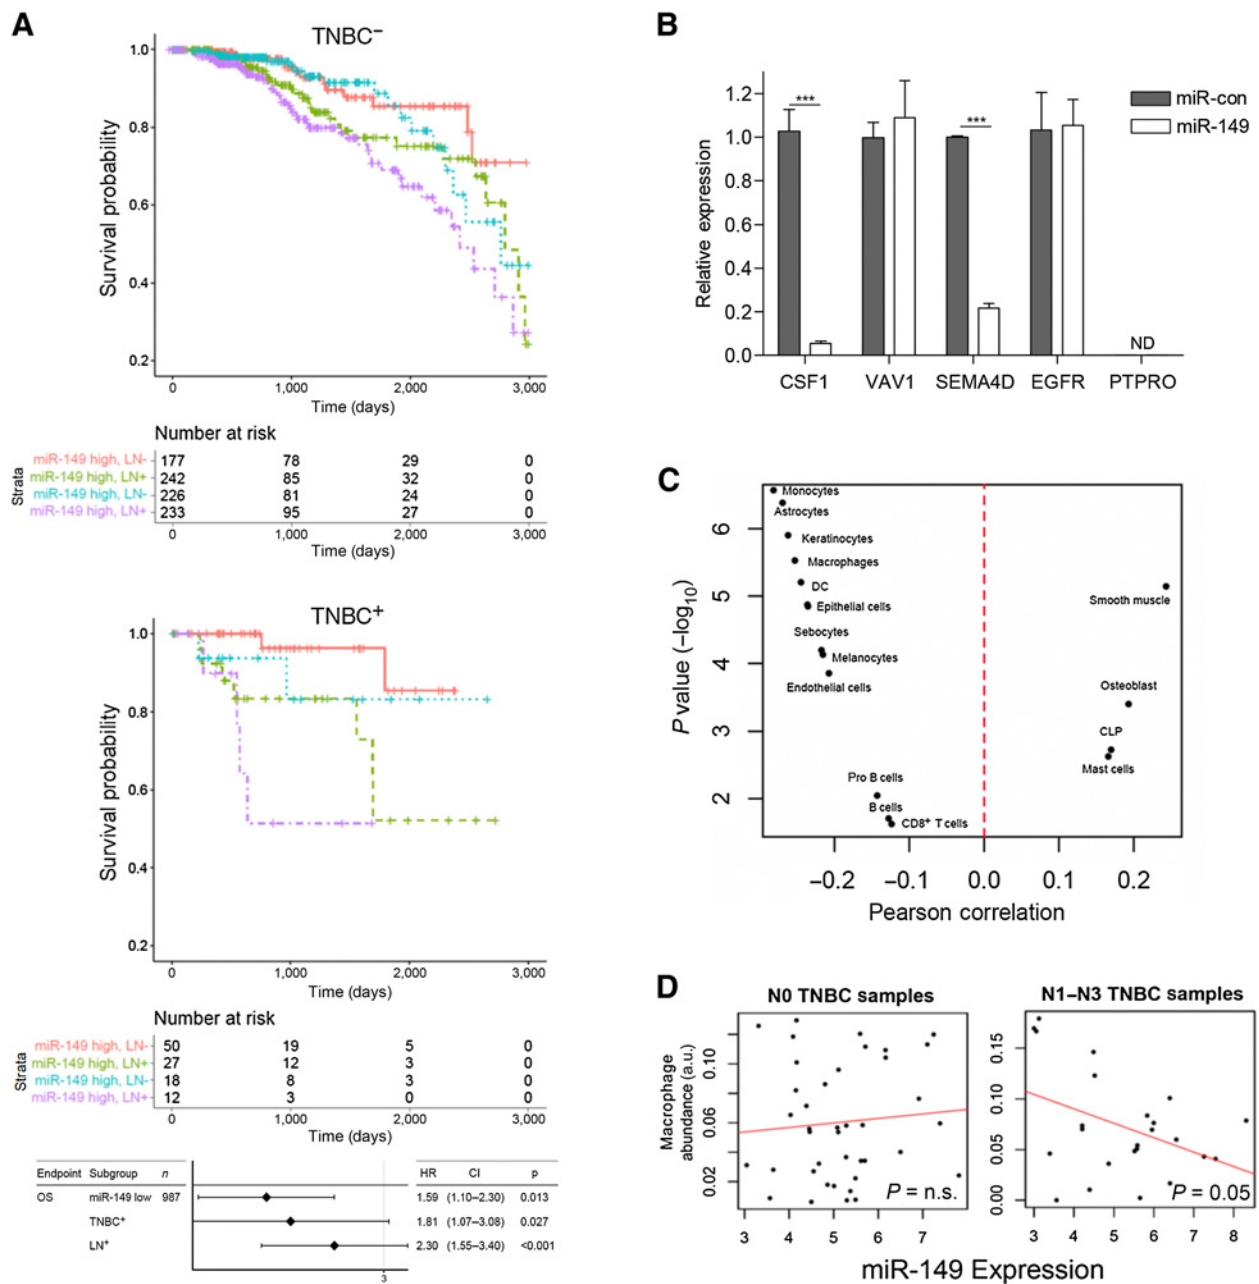 A
TNBC−
Survival probability
1.0
0.8
0.6
0.4
0.2
0 1,000 2,000 3,000
Time (days)
Number at risk
Strata
miR-149 high, LN- 177 78 29 0
miR-149 high, LN+ 242 85 32 0
miR-149 high, LN- 226 81 24 0
miR-149 high, LN+ 233 95 27 0
0 1,000 2,000 3,000
Time (days)
TNBC+
Survival probability
1.0
0.8
0.6
0.4
0.2
0 1,000 2,000 3,000
Time (days)
Number at risk
Strata
miR-149 high, LN- 50 19 5 0
miR-149 high, LN+ 27 12 3 0
miR-149 high, LN- 18 8 3 0
miR-149 high, LN+ 12 3 0 0
0 1,000 2,000 3,000
Time (days)
Endpoint Subgroup n HR CI p
OS miR-149 low 987 1.59 (1.10–2.30) 0.013
TNBC+ 1.81 (1.07–3.08) 0.027
LN+ 2.30 (1.55–3.40) <0.001
3
B
Relative expression
1.2
1.0
0.8
0.6
0.4
0.2
0.0
***
***
ND
miR-con
miR-149
CSF1 VAV1 SEMA4D EGFR PTPRO
C
P value (−log10)
6
5
4
3
2
Monocytes
Astrocytes
Keratinocytes
Macrophages
DC
Epithelial cells
Smooth muscle
Sebocytes
Melanocytes
Endothelial cells
Osteoblast
CLP
Mast cells
Pro B cells
B cells
CD8+ T cells
−0.2 −0.1 0.0 0.1 0.2
Pearson correlation
D
N0 TNBC samples
Macrophage
abundance (a.u.)
0.10
0.06
0.02
P = n.s.
3 4 5 6 7
N1–N3 TNBC samples
0.15
0.10
0.05
0.00
P = 0.05
3 4 5 6 7 8
miR-149 Expression